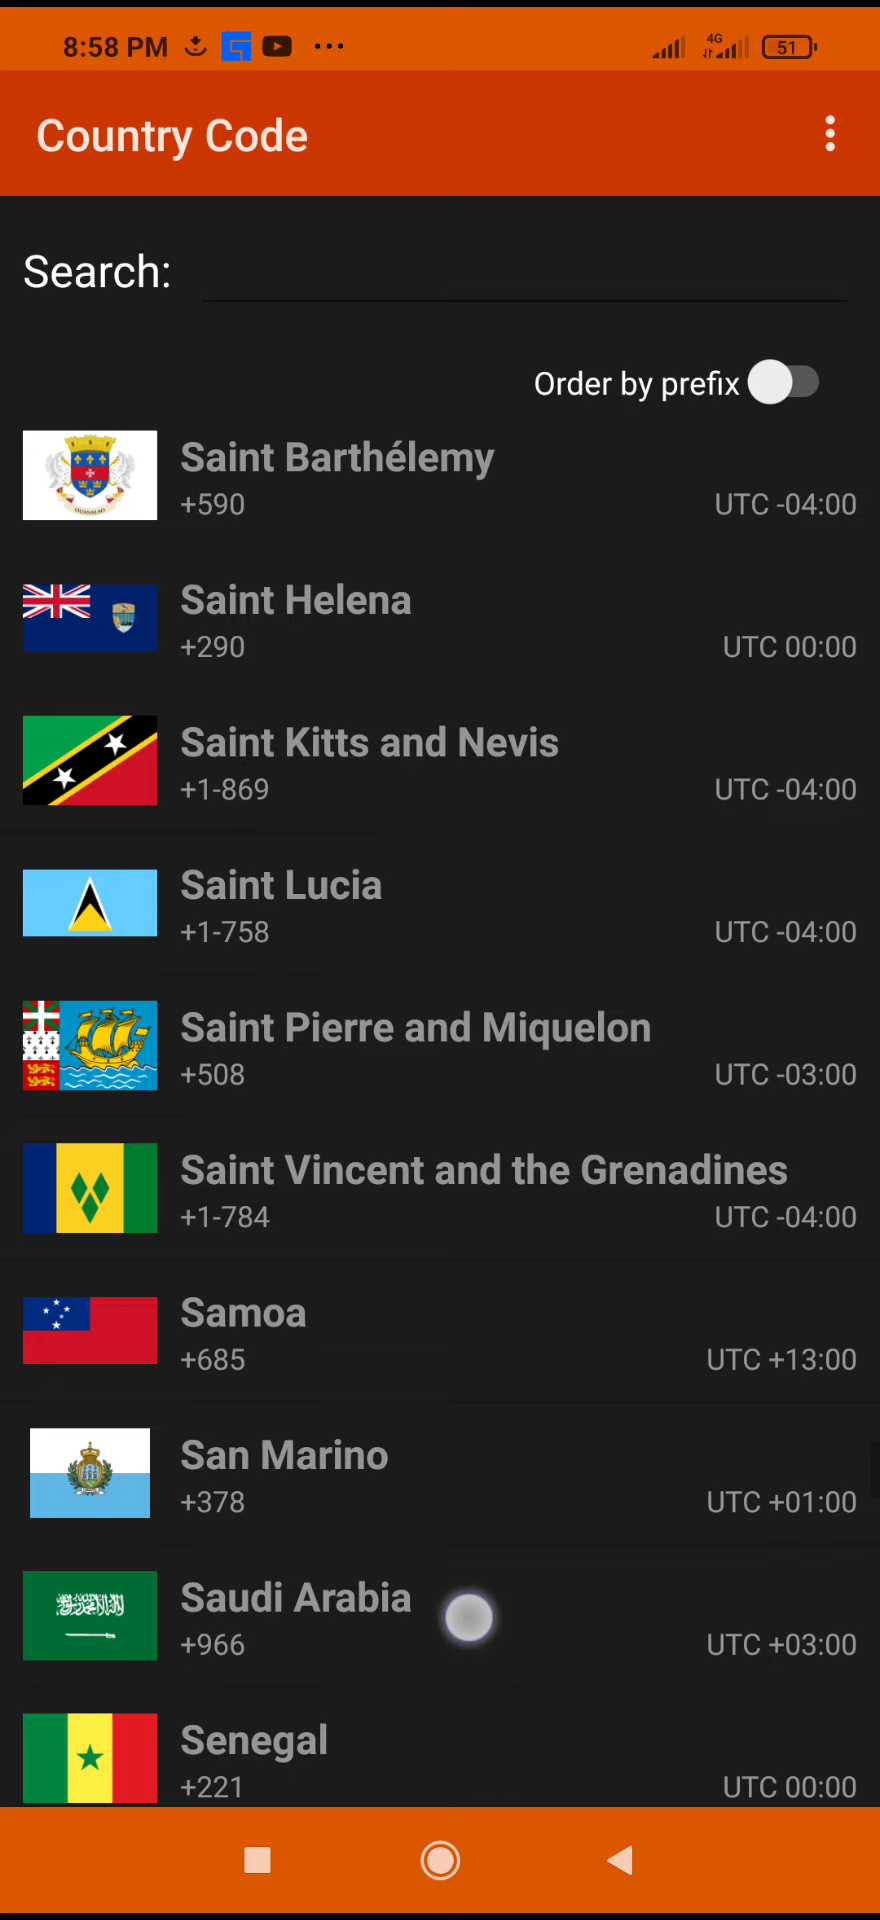 8:58 PM
4G
51
Country Code
Search:
Order by prefix
Saint Barthélemy
+590
UTC -04:00
Saint Helena
+290
UTC 00:00
Saint Kitts and Nevis
+1-869
UTC -04:00
Saint Lucia
+1-758
UTC -04:00
Saint Pierre and Miquelon
+508
UTC -03:00
Saint Vincent and the Grenadines
+1-784
UTC -04:00
Samoa
+685
UTC +13:00
San Marino
+378
UTC +01:00
Saudi Arabia
+966
UTC +03:00
Senegal
+221
UTC 00:00